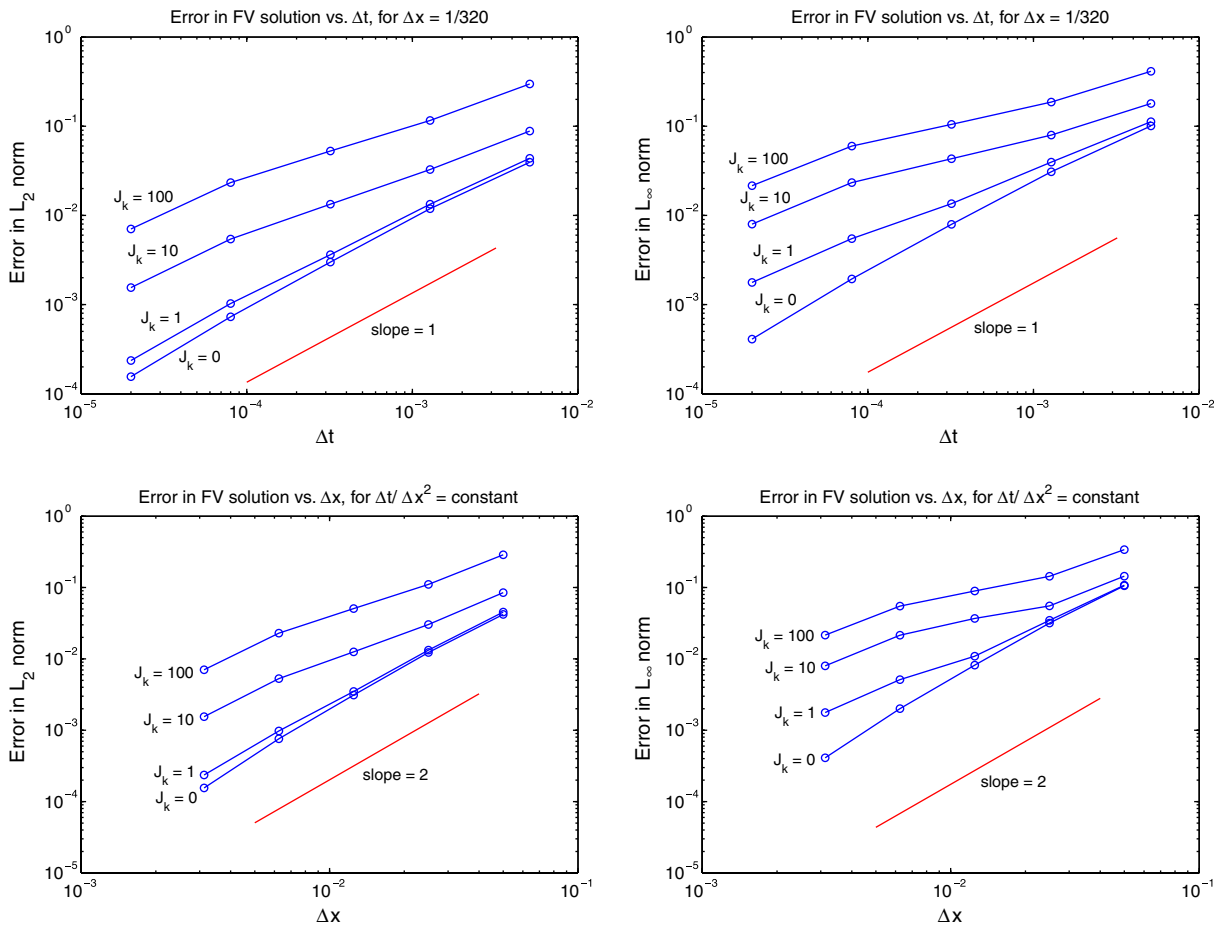 Error in FV solution vs. Δt, for Δx = 1/320
10^0
10^-1
10^-2
10^-3
10^-4
Error in L_2 norm
J_k = 100
J_k = 10
J_k = 1
J_k = 0
slope = 1
10^-5
10^-4
10^-3
10^-2
Δt
Error in FV solution vs. Δt, for Δx = 1/320
10^0
10^-1
10^-2
10^-3
10^-4
Error in L_∞ norm
J_k = 100
J_k = 10
J_k = 1
J_k = 0
slope = 1
10^-5
10^-4
10^-3
10^-2
Δt
Error in FV solution vs. Δx, for Δt/ Δx^2 = constant
10^0
10^-1
10^-2
10^-3
10^-4
10^-5
Error in L_2 norm
J_k = 100
J_k = 10
J_k = 1
J_k = 0
slope = 2
10^-3
10^-2
10^-1
Δx
Error in FV solution vs. Δx, for Δt/ Δx^2 = constant
10^0
10^-1
10^-2
10^-3
10^-4
10^-5
Error in L_∞ norm
J_k = 100
J_k = 10
J_k = 1
J_k = 0
slope = 2
10^-3
10^-2
10^-1
Δx